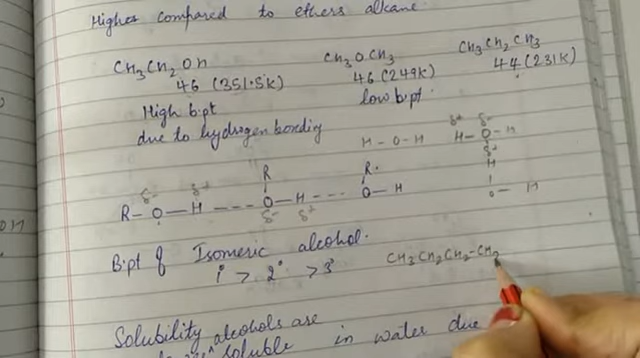 Higher compared to ethers alkane
CH3CH2OH CH3OCH3 CH3CH2CH3
46 (351.5K) 46 (249K) 44 (231K)
High b.pt low b.pt
due to hydrogen bonding
H - O - H H - O - H
δ+ δ- δ+
H
O - H
R R
δ- δ+
R - O - H --- O - H --- O - H
δ- δ+
B.pt of Isomeric alcohol.
1° > 2° > 3° CH3CH2CH2-CH2
Solubility alcohols are
soluble in water due
OH